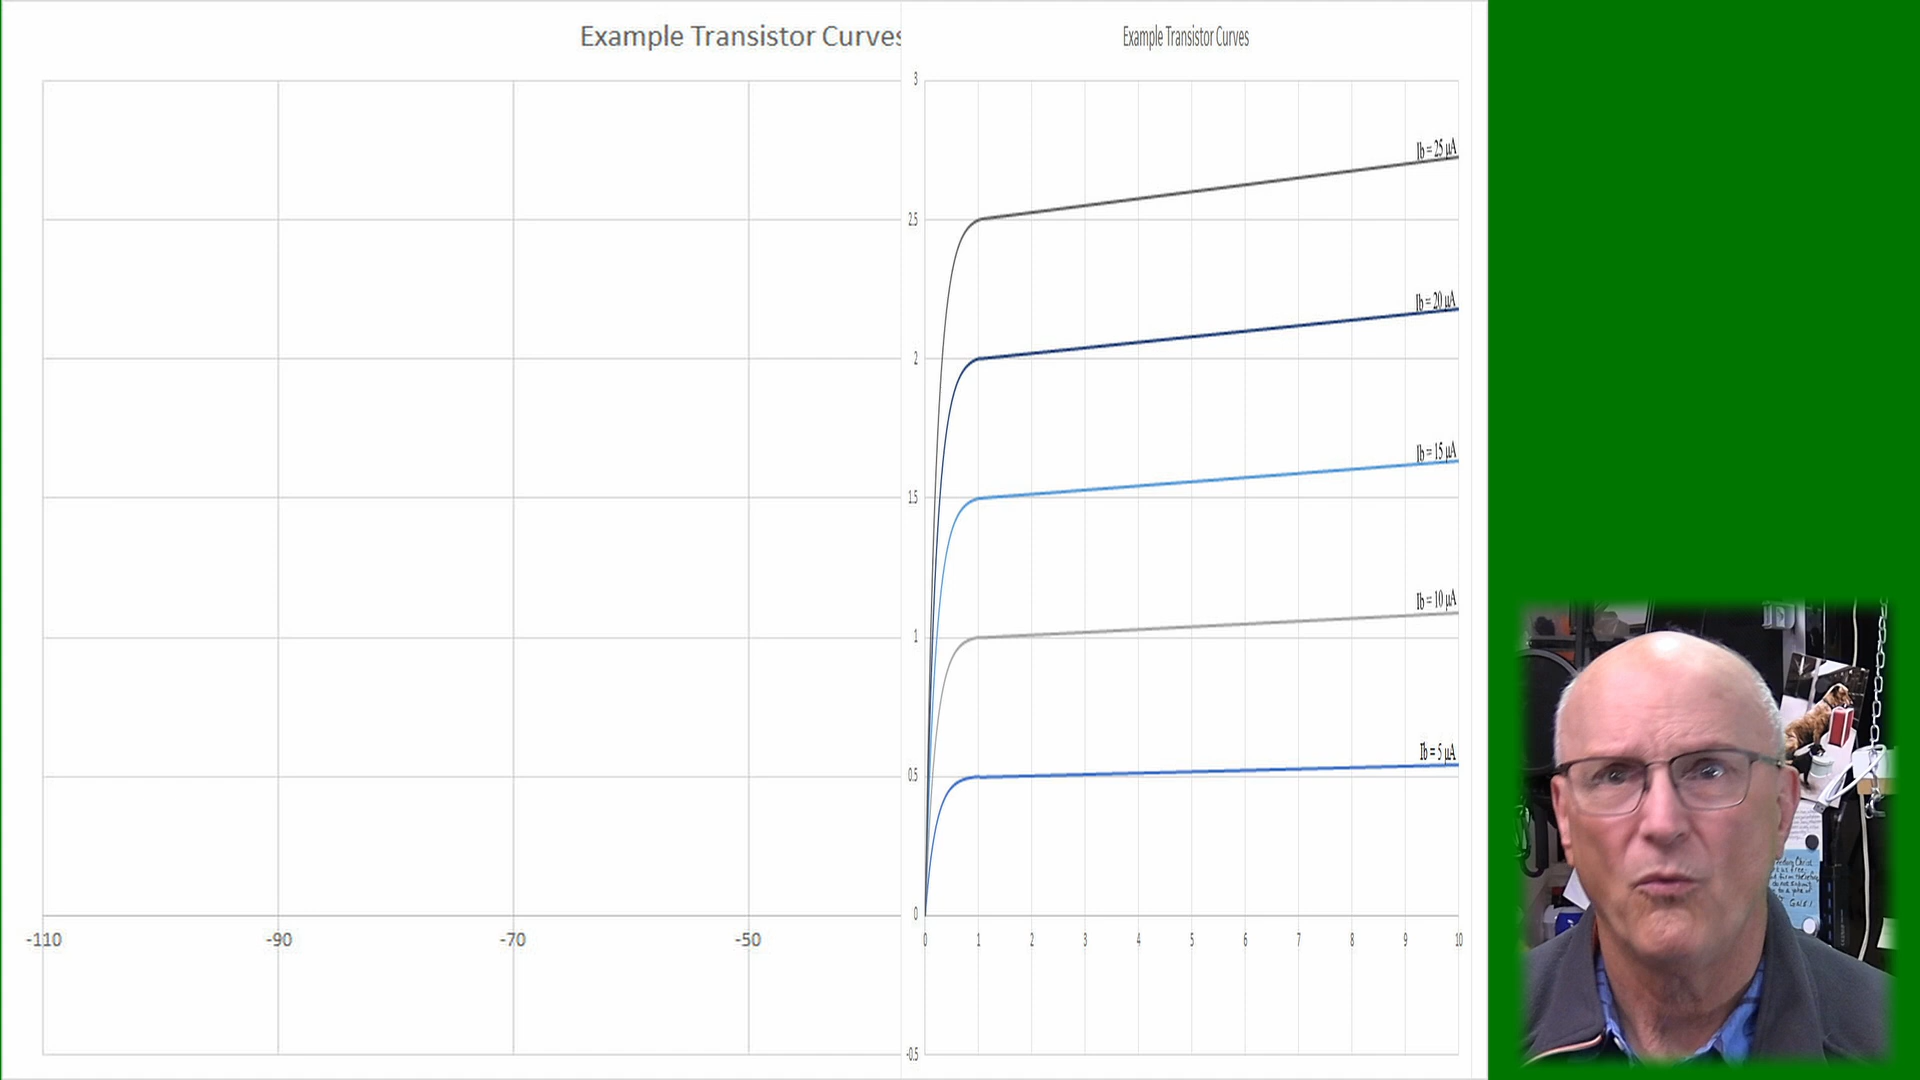 Example Transistor Curves
Example Transistor Curves
3
Ib = 25 µA
2.5
Ib = 20 µA
2
Ib = 15 µA
1.5
Ib = 10 µA
1
Ib = 5 µA
0.5
0
-110 -90 -70 -50
0 1 2 3 4 5 6 7 8 9 10
-0.5